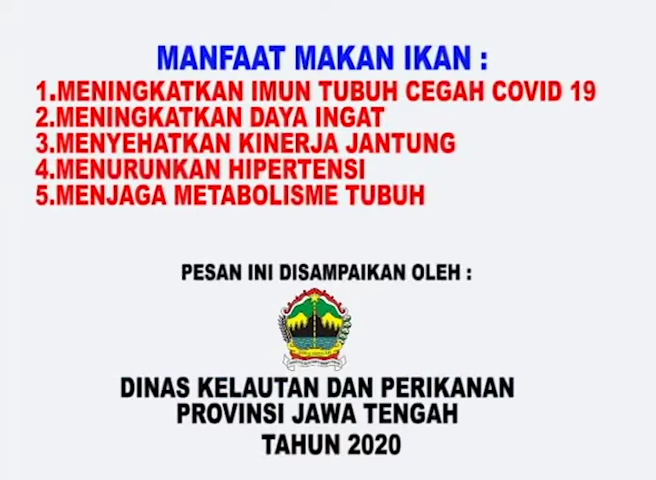 MANFAAT MAKAN IKAN :
1.MENINGKATKAN IMUN TUBUH CEGAH COVID 19
2.MENINGKATKAN DAYA INGAT
3.MENYEHATKAN KINERJA JANTUNG
4.MENURUNKAN HIPERTENSI
5.MENJAGA METABOLISME TUBUH
PESAN INI DISAMPAIKAN OLEH :
DINAS KELAUTAN DAN PERIKANAN
PROVINSI JAWA TENGAH
TAHUN 2020